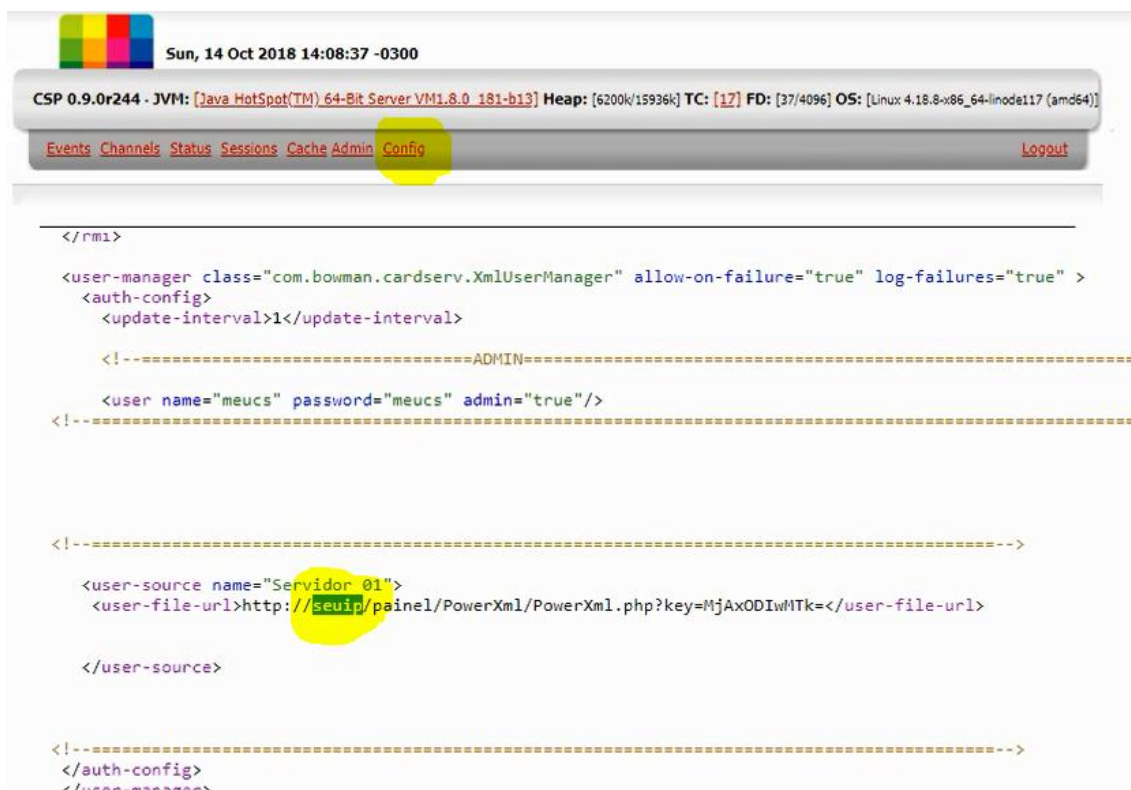 Sun, 14 Oct 2018 14:08:37 -0300
CSP 0.9.0r244 - JVM: [Java HotSpot(TM) 64-Bit Server VM1.8.0_181-b13] Heap: [6200k/15936k] TC: [17] FD: [37/4096] OS: [Linux 4.18.8-x86_64-linode117 (amd64)]
Events Channels Status Sessions Cache Admin Config Logout
</rmi>
<user-manager class="com.bowman.cardserv.XmlUserManager" allow-on-failure="true" log-failures="true" >
<auth-config>
<update-interval>1</update-interval>
<!--=================================ADMIN=============================================================
<user name="meucs" password="meucs" admin="true"/>
<!--========================================================================================================
<!--==========================================================================================-->
<user-source name="Servidor 01">
<user-file-url>http://seuip/painel/PowerXml/PowerXml.php?key=MjAxODIwMTk=</user-file-url>
</user-source>
<!--==========================================================================================-->
</auth-config>
</user-manager>